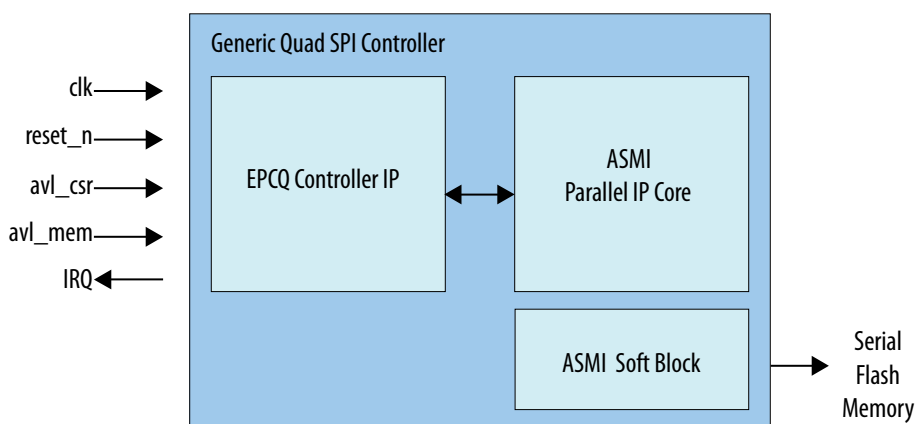 Generic Quad SPI Controller
clk
reset_n
avl_csr
avl_mem
IRQ
EPCQ Controller IP
ASMI
Parallel IP Core
ASMI Soft Block
Serial
Flash
Memory